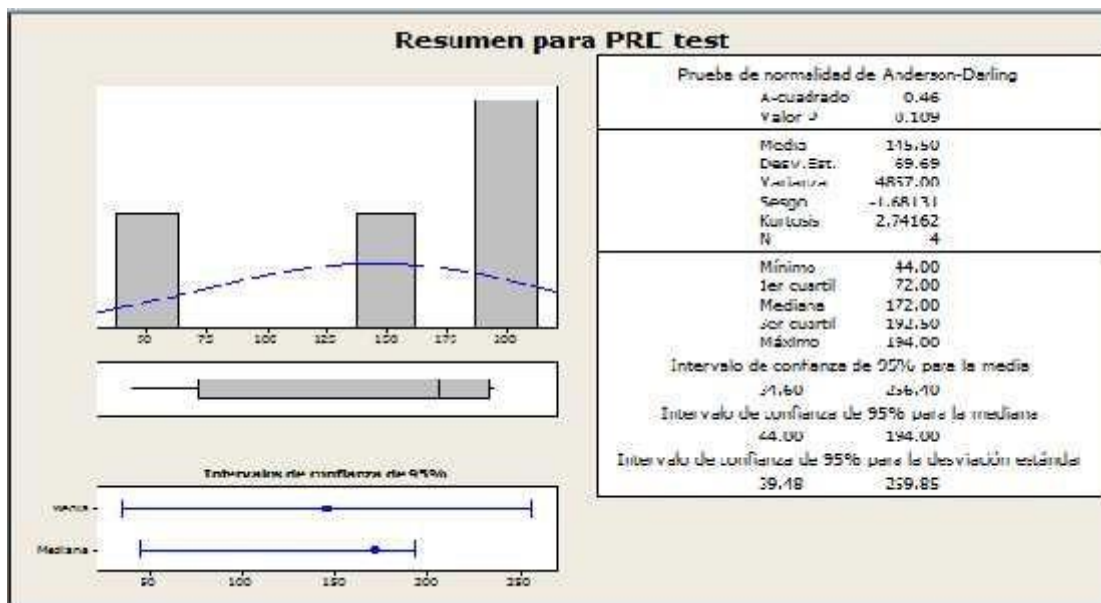 Resumen para PRE test
Prueba de normalidad de Anderson-Darling
A-cuadrado 0.46
Valor P 0.109
Media 145.50
Desv.Est. 69.69
Varianza 4857.00
Sesgo -1.68131
Kurtosis 2.74162
N 4
Mínimo 44.00
1er cuartil 72.00
Mediana 172.00
3er cuartil 192.50
Máximo 194.00
Intervalo de confianza de 95% para la media
34.60 256.40
Intervalo de confianza de 95% para la mediana
44.00 194.00
Intervalo de confianza de 95% para la desviación estándar
39.48 259.85
50 75 100 125 150 175 200
Intervalos de confianza de 95%
Media
Mediana
50 100 150 200 250